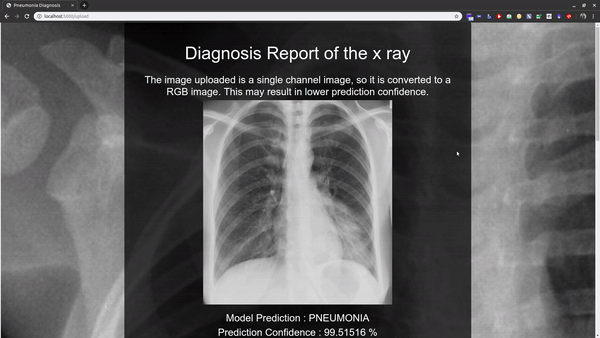 Pneumonia Diagnosis
localhost:5000/upload
Diagnosis Report of the x ray
The image uploaded is a single channel image, so it is converted to a
RGB image. This may result in lower prediction confidence.
Model Prediction : PNEUMONIA
Prediction Confidence : 99.51516 %